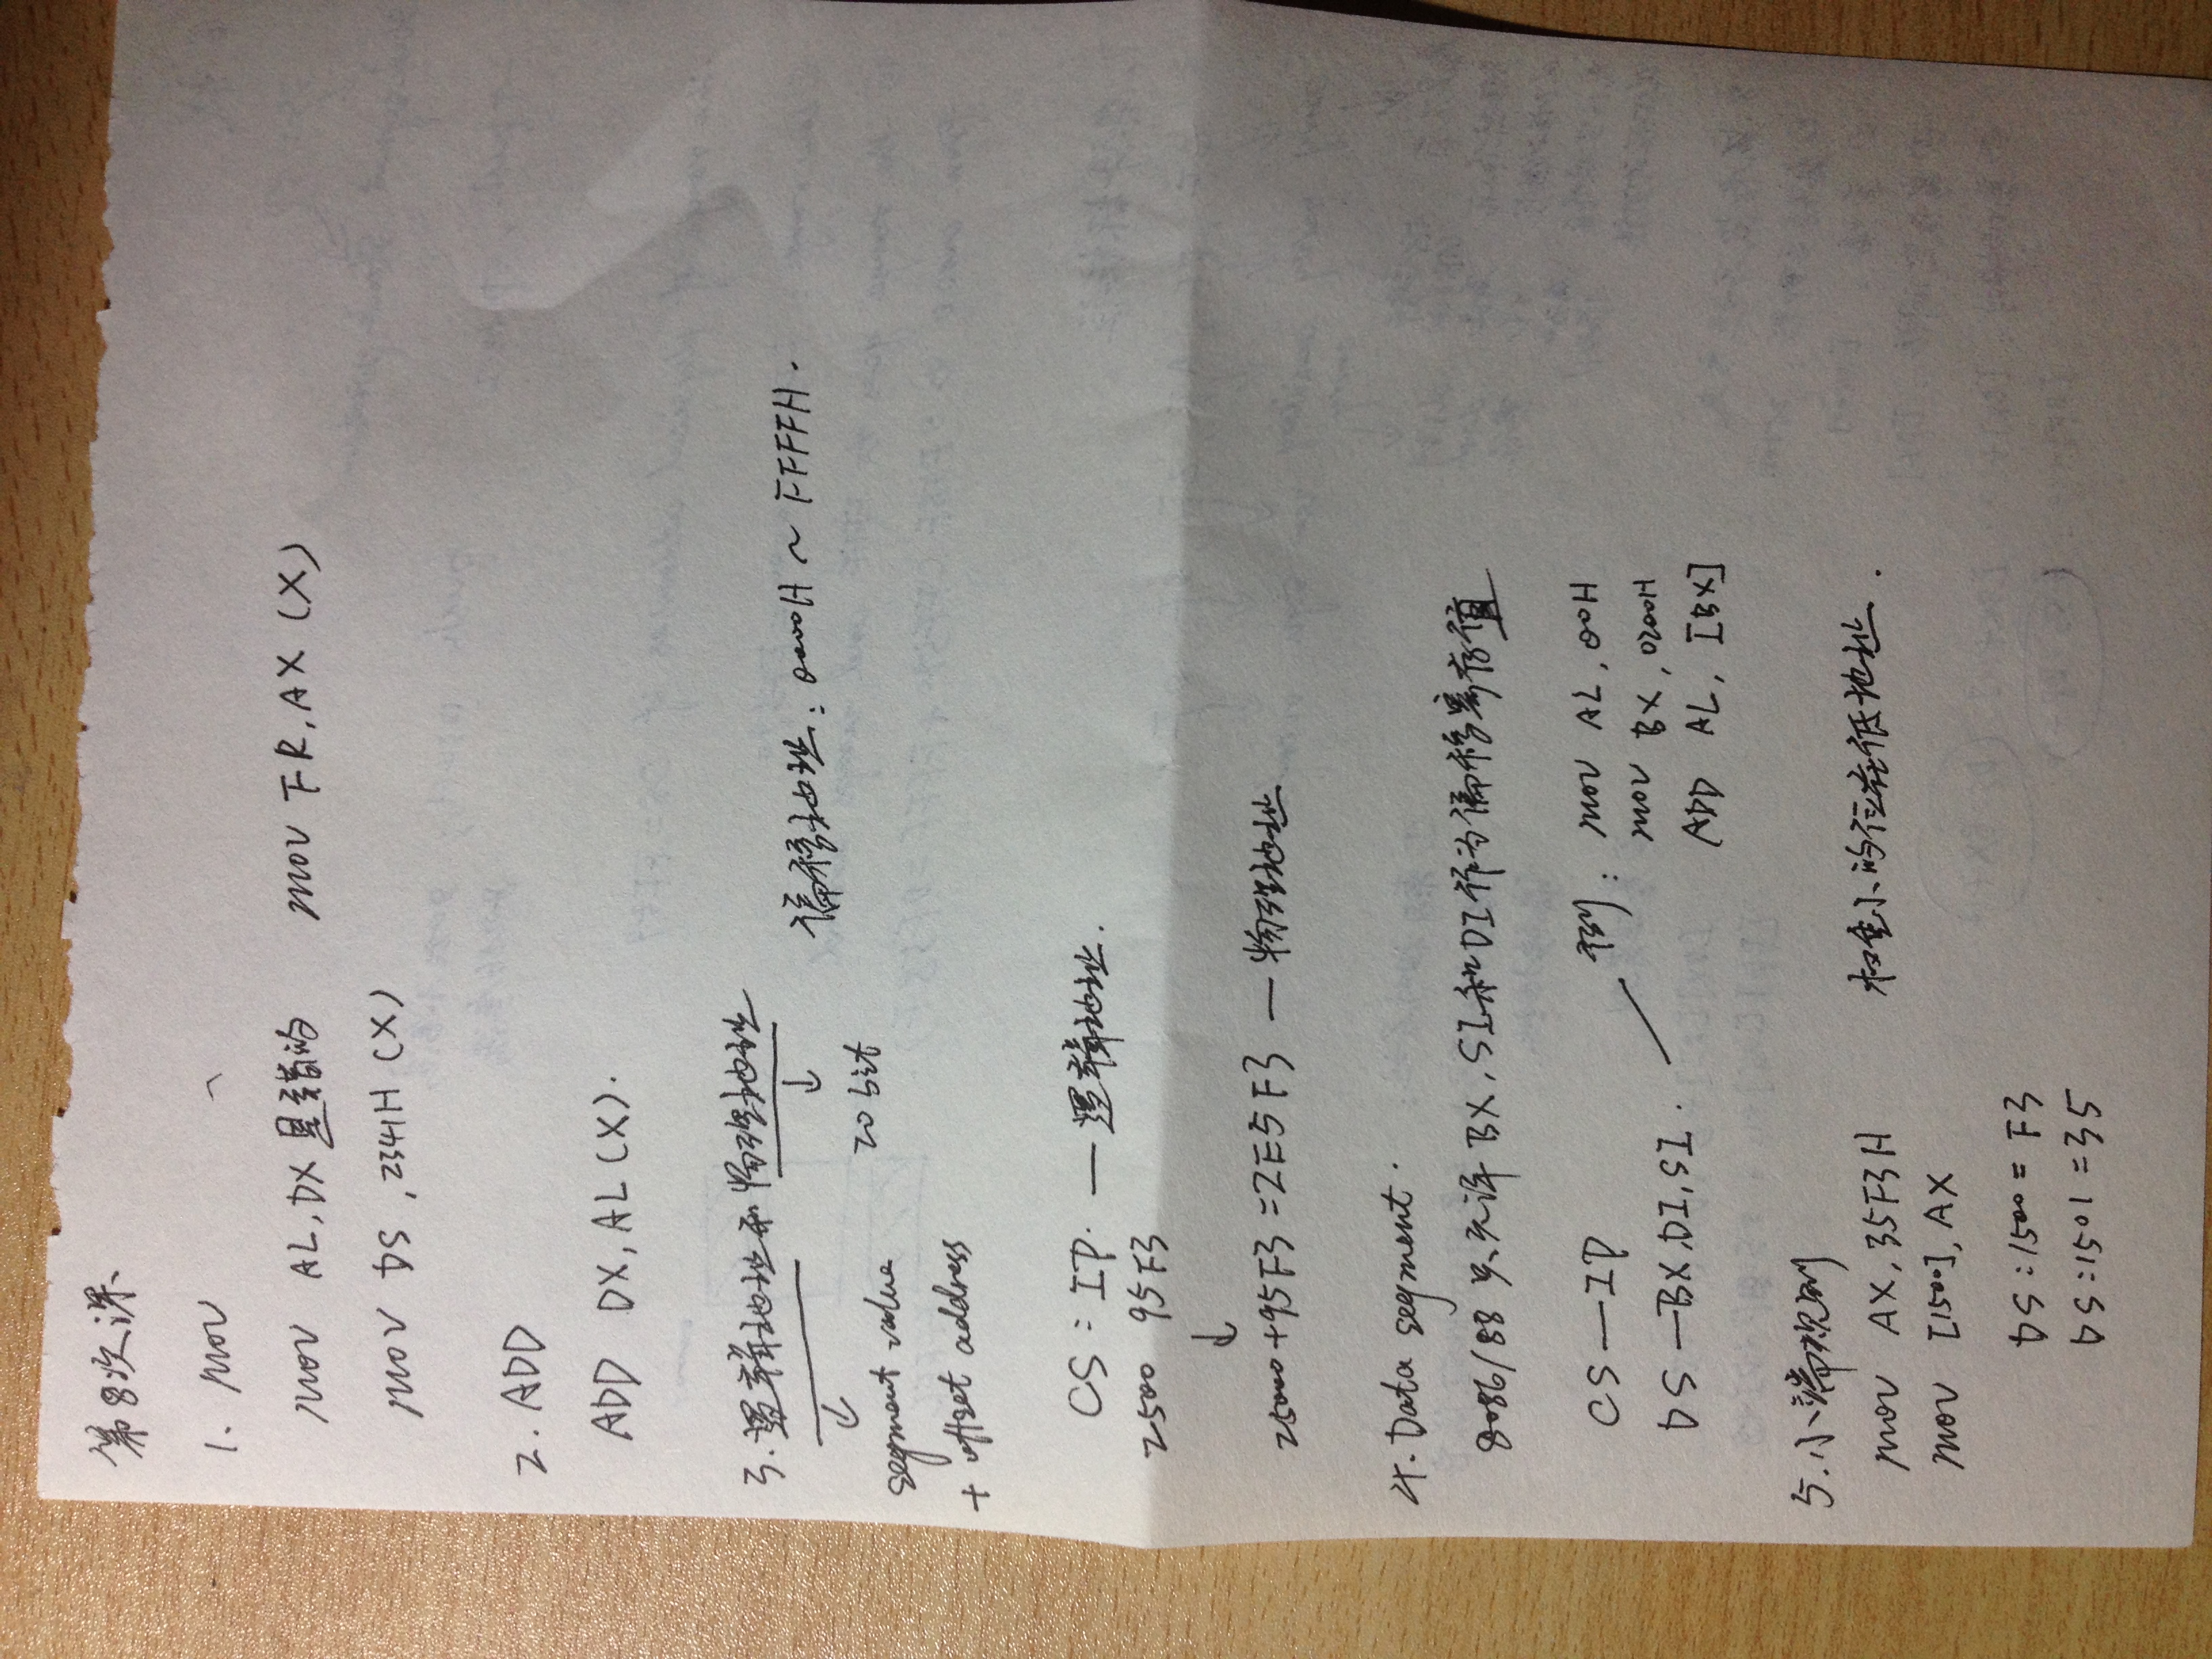 第8次课
1. MOV
MOV AL, DX 是错的 MOV FR, AX (X)
MOV DS, 2341H (X)
2. ADD
ADD DX, AL (X).
3. 逻辑地址和物理地址
偏移地址: 0000H ~ FFFFH.
↓ ↓
segment value 20 bit
+ offset address
CS : IP. — 逻辑地址.
2500 95F3
↓
25000+95F3=2E5F3 — 物理地址
4. Data segment.
8086/88 只允许 BX, SI和DI作为偏移寄存值
CS — IP
DS — BX, DI, SI.
例: MOV AL, 00H
MOV BX, 0200H
ADD AL, [BX]
5. 小端规则
MOV AX, 35F3H 权重小的位在低地址.
MOV [1500], AX
DS:1500 = F3
DS:1501 = 35